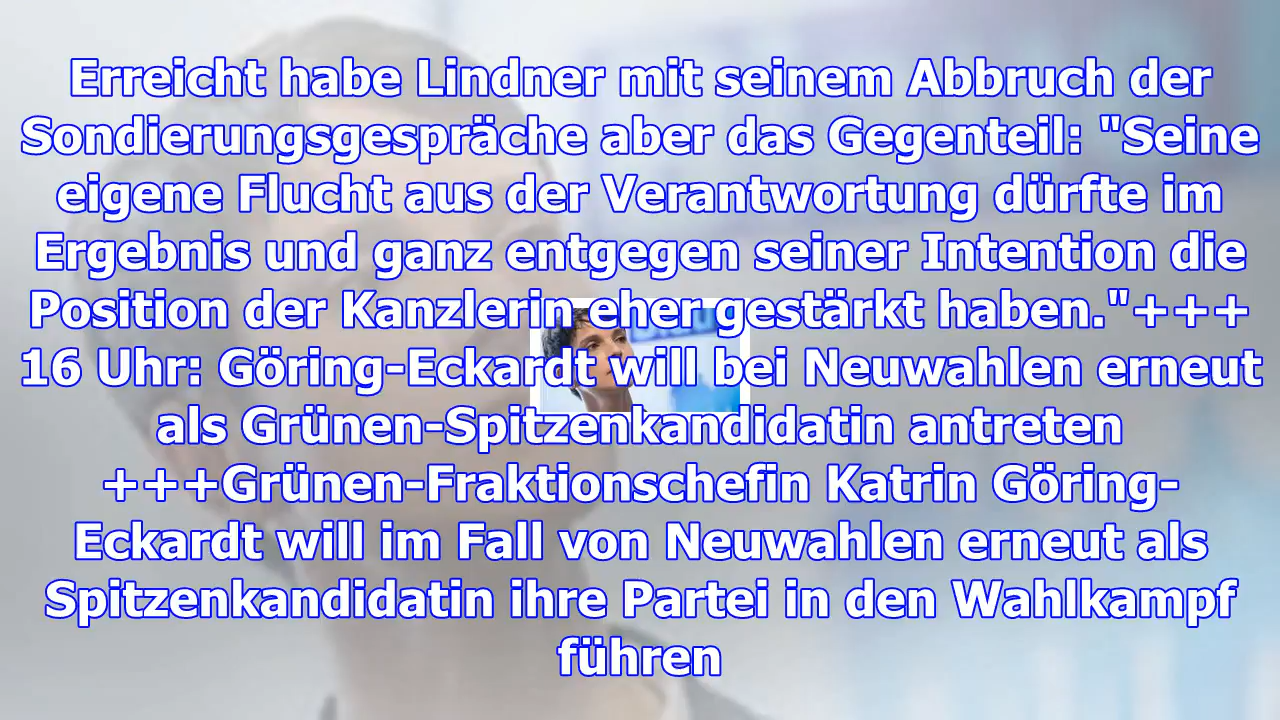 Erreicht habe Lindner mit seinem Abbruch der
Sondierungsgespräche aber das Gegenteil: "Seine
eigene Flucht aus der Verantwortung dürfte im
Ergebnis und ganz entgegen seiner Intention die
Position der Kanzlerin eher gestärkt haben."+++
16 Uhr: Göring-Eckardt will bei Neuwahlen erneut
als Grünen-Spitzenkandidatin antreten
+++Grünen-Fraktionschefin Katrin Göring-
Eckardt will im Fall von Neuwahlen erneut als
Spitzenkandidatin ihre Partei in den Wahlkampf
führen